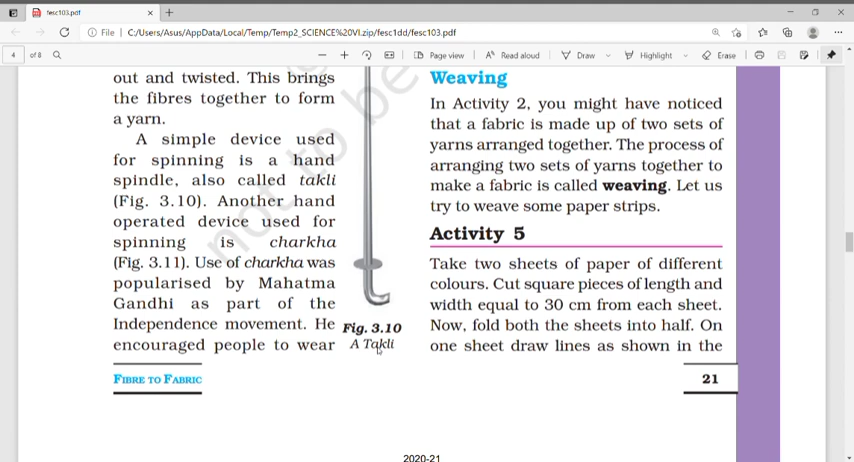 fesc103.pdf
File | C:/Users/Asus/AppData/Local/Temp/Temp2_SCIENCE%20VI.zip/fesc1dd/fesc103.pdf
4 of 8 Page view Read aloud Draw Highlight Erase
out and twisted. This brings
the fibres together to form
a yarn.
A simple device used
for spinning is a hand
spindle, also called takli
(Fig. 3.10). Another hand
operated device used for
spinning is charkha
(Fig. 3.11). Use of charkha was
popularised by Mahatma
Gandhi as part of the
Independence movement. He
encouraged people to wear
Fig. 3.10
A Takli
not to be
Weaving
In Activity 2, you might have noticed
that a fabric is made up of two sets of
yarns arranged together. The process of
arranging two sets of yarns together to
make a fabric is called weaving. Let us
try to weave some paper strips.
Activity 5
Take two sheets of paper of different
colours. Cut square pieces of length and
width equal to 30 cm from each sheet.
Now, fold both the sheets into half. On
one sheet draw lines as shown in the
FIBRE TO FABRIC
21
2020-21